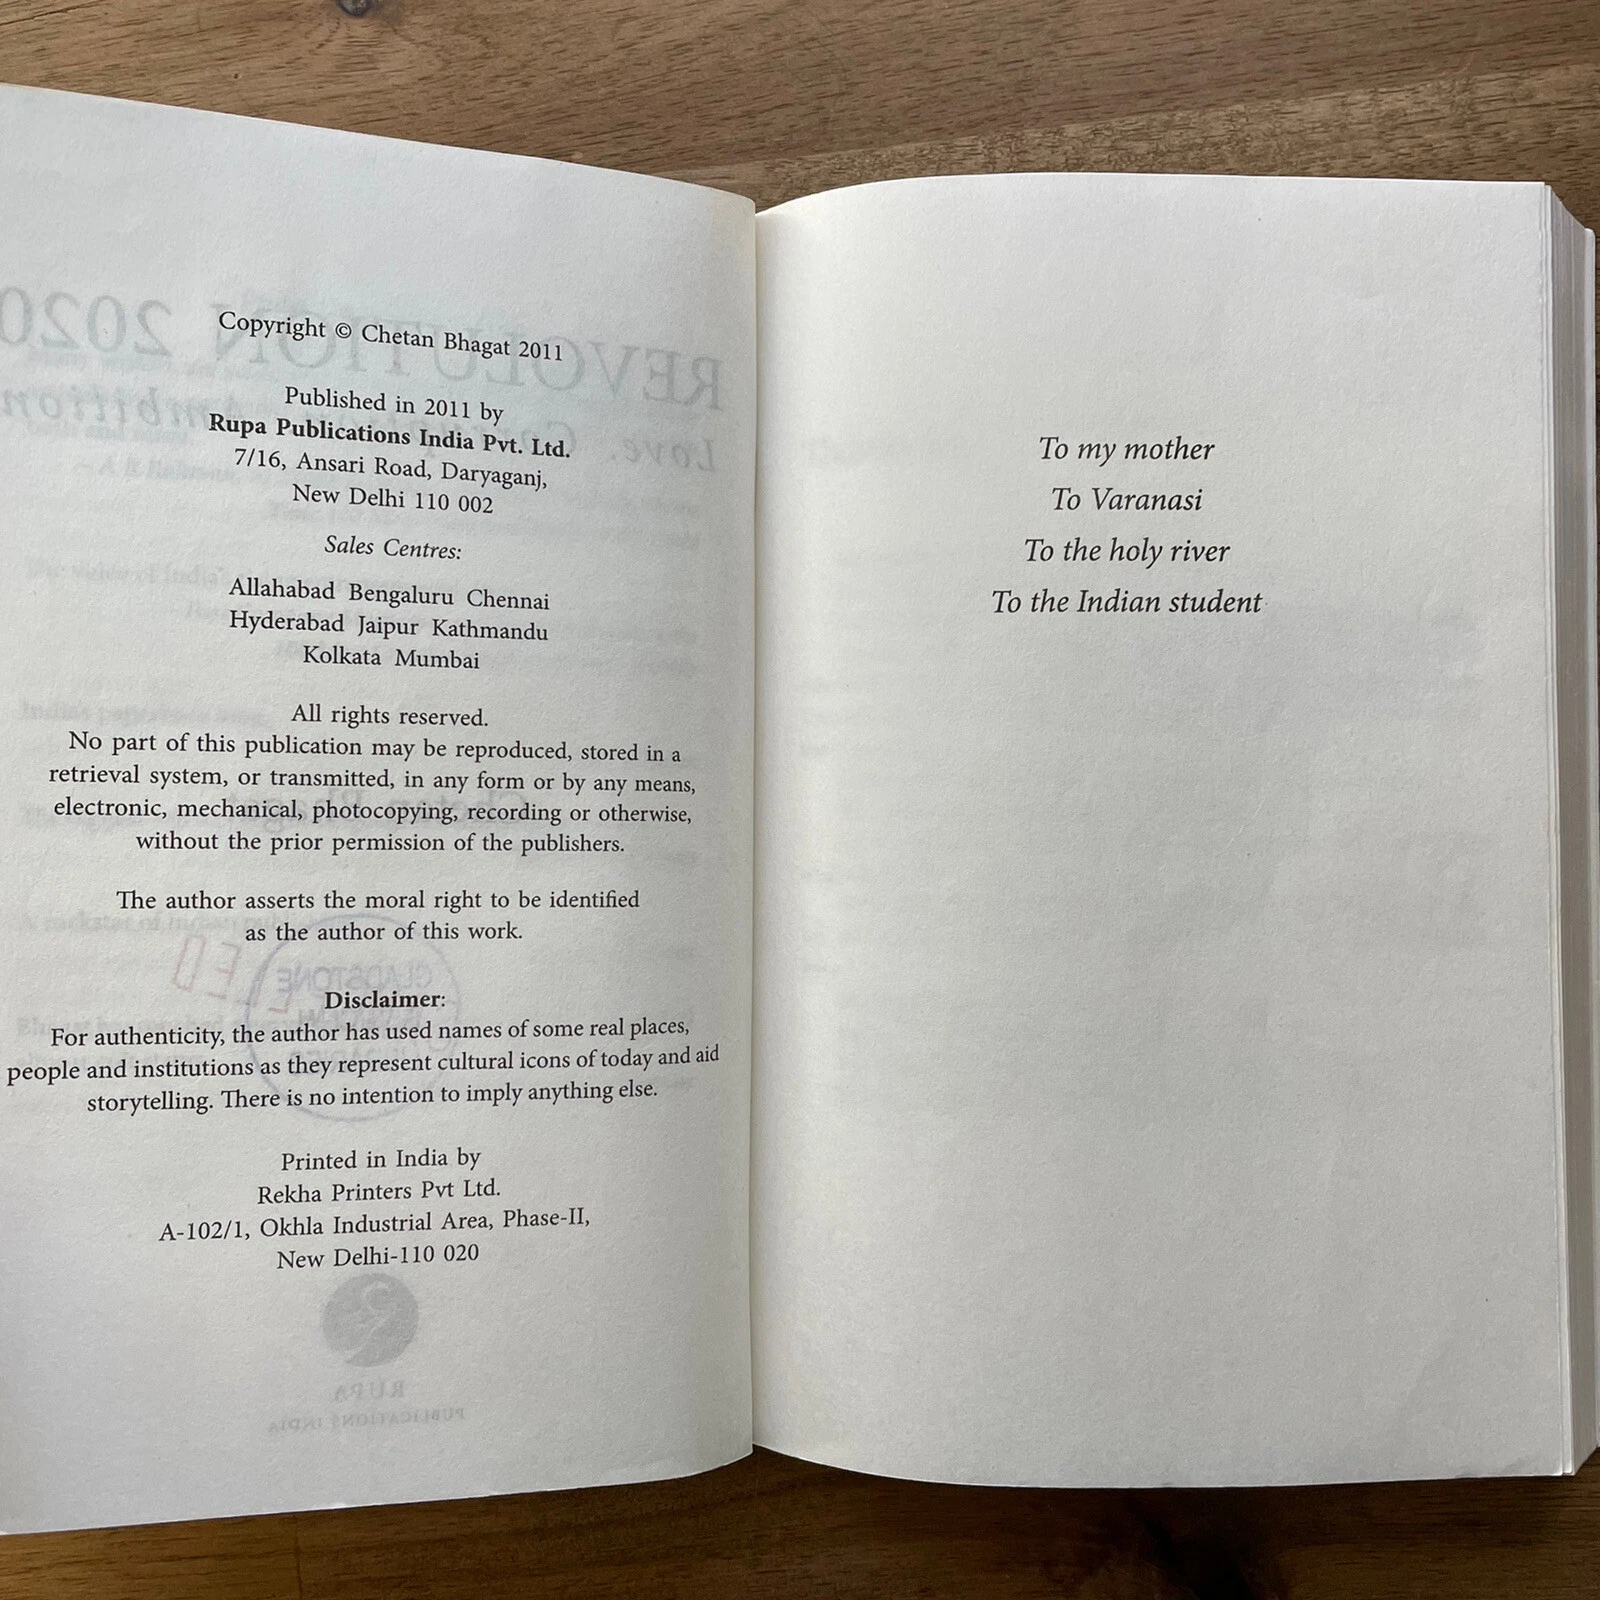 Copyright © Chetan Bhagat 2011
Published in 2011 by
Rupa Publications India Pvt. Ltd.
7/16, Ansari Road, Daryaganj,
New Delhi 110 002
Sales Centres:
Allahabad Bengaluru Chennai
Hyderabad Jaipur Kathmandu
Kolkata Mumbai
All rights reserved.
No part of this publication may be reproduced, stored in a
retrieval system, or transmitted, in any form or by any means,
electronic, mechanical, photocopying, recording or otherwise,
without the prior permission of the publishers.
The author asserts the moral right to be identified
as the author of this work.
Disclaimer:
For authenticity, the author has used names of some real places,
people and institutions as they represent cultural icons of today and aid
storytelling. There is no intention to imply anything else.
Printed in India by
Rekha Printers Pvt Ltd.
A-102/1, Okhla Industrial Area, Phase-II,
New Delhi-110 020
To my mother
To Varanasi
To the holy river
To the Indian student